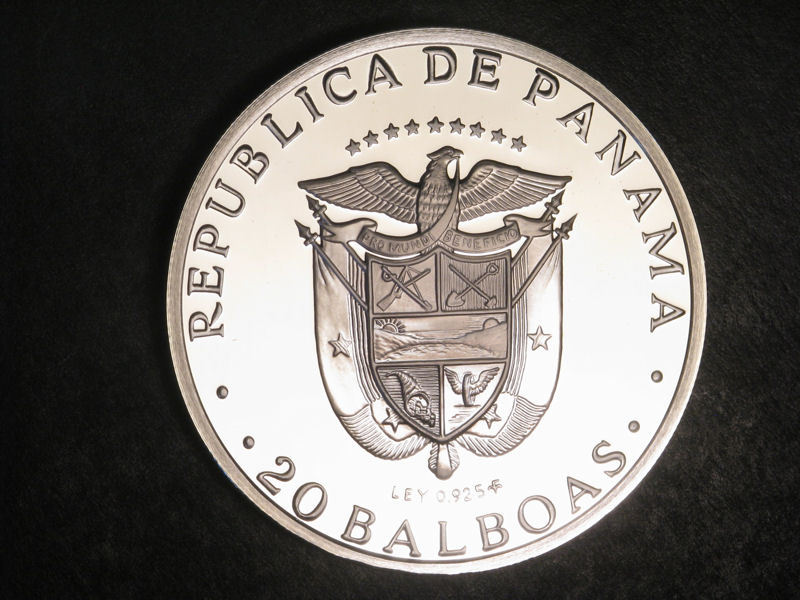 REPUBLICA DE PANAMA
PRO MUNDI BENEFICIO
LEY 0.925
20 BALBOAS